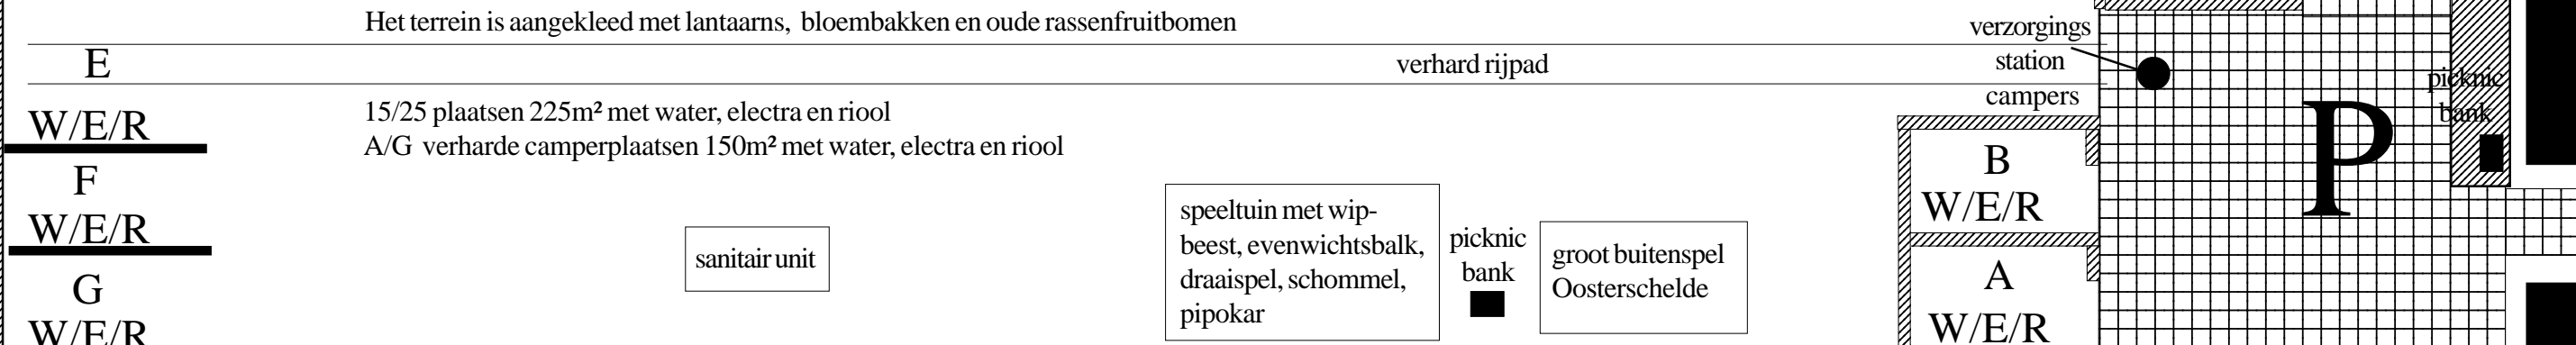 Het terrein is aangekleed met lantaarns, bloembakken en oude rassenfruitbomen
verzorgings
station
campers
E
verhard rijpad
picknic
bank
W/E/R
15/25 plaatsen 225m² met water, electra en riool
A/G verharde camperplaatsen 150m² met water, electra en riool
P
F
W/E/R
B
W/E/R
speeltuin met wip-
beest, evenwichtsbalk,
draaispel, schommel,
pipokar
picknic
bank
groot buitenspel
Oosterschelde
sanitair unit
G
W/E/R
A
W/E/R